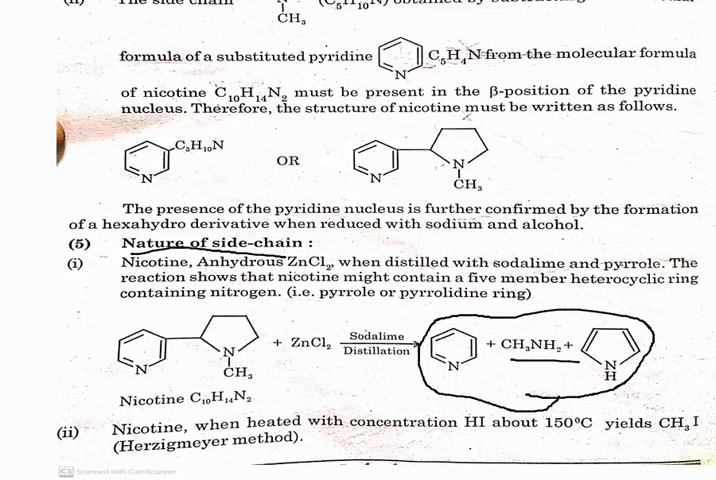 CH₃
formula of a substituted pyridine N C₅H₄N from the molecular formula
of nicotine C₁₀H₁₄N₂ must be present in the β-position of the pyridine
nucleus. Therefore, the structure of nicotine must be written as follows.
C₅H₁₀N
N OR N N
CH₃
The presence of the pyridine nucleus is further confirmed by the formation
of a hexahydro derivative when reduced with sodium and alcohol.
(5) Nature of side-chain :
(i) Nicotine, Anhydrous ZnCl₂, when distilled with sodalime and pyrrole. The
reaction shows that nicotine might contain a five member heterocyclic ring
containing nitrogen. (i.e. pyrrole or pyrrolidine ring)
N N CH₃ + ZnCl₂ Sodalime Distillation N + CH₃NH₂ + N H
Nicotine C₁₀H₁₄N₂
(ii) Nicotine, when heated with concentration HI about 150°C yields CH₃I
(Herzigmeyer method).
CS Scanned with CamScanner